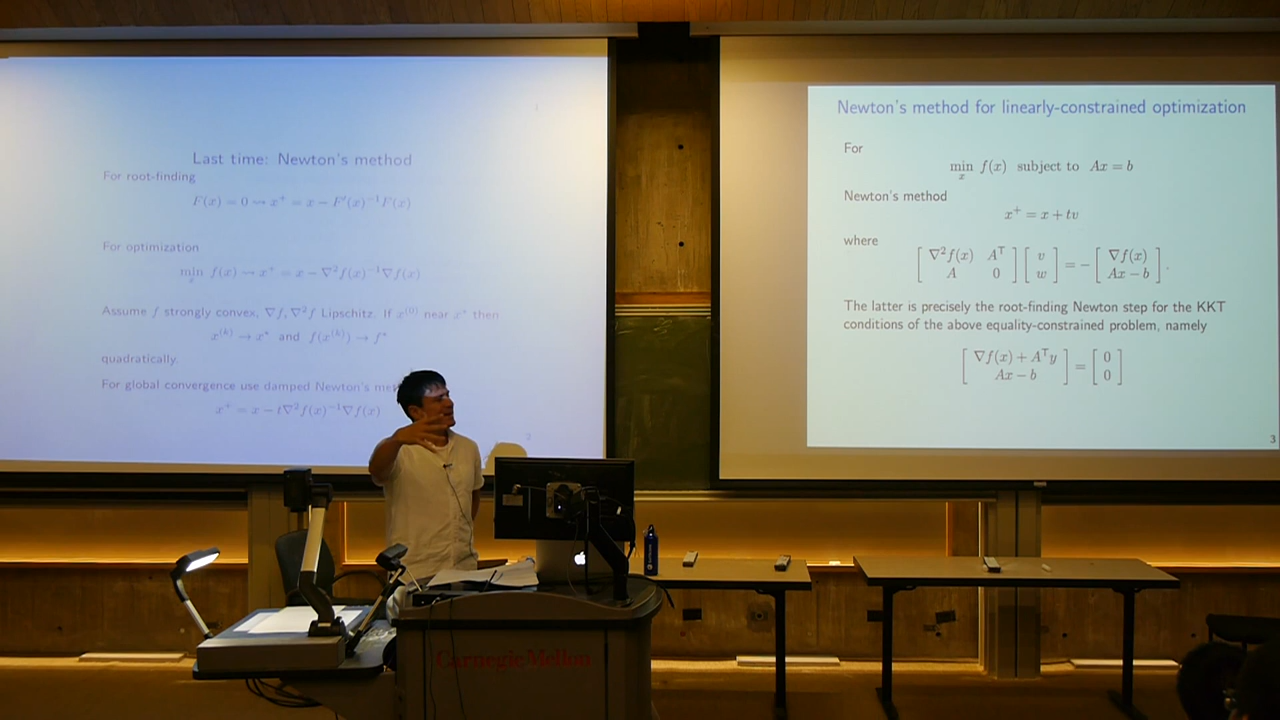 1
Last time: Newton's method
For root-finding
F(x) = 0 ⇝ x⁺ = x − F′(x)⁻¹F(x)
For optimization
min f(x) ⇝ x⁺ = x − ∇²f(x)⁻¹∇f(x)
x
Assume f strongly convex, ∇f, ∇²f Lipschitz. If x⁽⁰⁾ near x* then
x⁽ᵏ⁾ → x* and f(x⁽ᵏ⁾) → f*
quadratically.
For global convergence use damped Newton's
x⁺ = x − t∇²f(x)⁻¹∇f(x)
2
Newton's method for linearly-constrained optimization
For
min f(x) subject to Ax = b
x
Newton's method
x⁺ = x + tv
where
[ ∇²f(x) Aᵀ ] [ v ] = − [ ∇f(x) ]
[ A 0 ] [ w ] [ Ax − b ] .
The latter is precisely the root-finding Newton step for the KKT
conditions of the above equality-constrained problem, namely
[ ∇f(x) + Aᵀy ] = [ 0 ]
[ Ax − b ] [ 0 ]
3
Carnegie Mellon